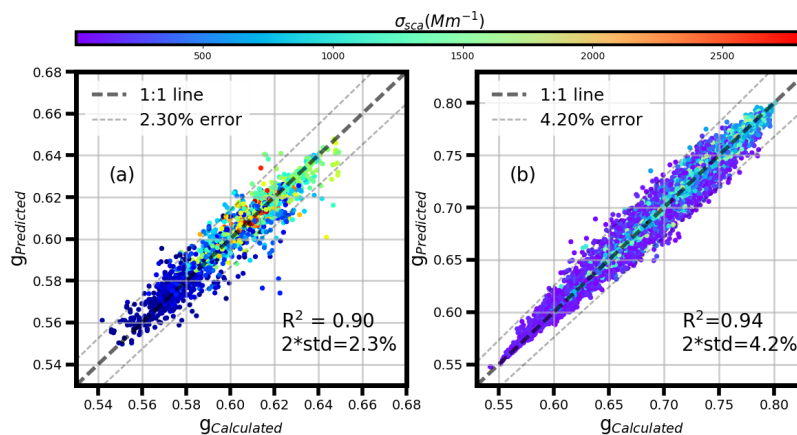 σsca(Mm⁻¹)
500 1000 1500 2000 2500
0.68
0.66
0.64
0.62
0.60
0.58
0.56
0.54
gPredicted
1:1 line
2.30% error
(a)
R² = 0.90
2*std=2.3%
0.54 0.56 0.58 0.60 0.62 0.64 0.66 0.68
gCalculated
0.80
0.75
0.70
0.65
0.60
0.55
gPredicted
1:1 line
4.20% error
(b)
R²=0.94
2*std=4.2%
0.55 0.60 0.65 0.70 0.75 0.80
gCalculated